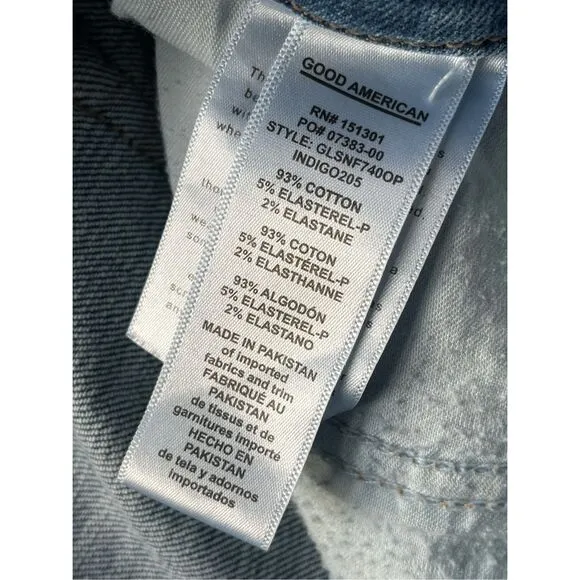 GOOD AMERICAN
RN# 151301
PO# 07383-00
STYLE: GLSNF740OP
INDIGO205
93% COTTON
5% ELASTEREL-P
2% ELASTANE
93% COTON
5% ELASTÉREL-P
2% ELASTHANNE
93% ALGODÓN
5% ELASTEREL-P
2% ELASTANO
MADE IN PAKISTAN
of imported
fabrics and trim
FABRIQUÉ AU
PAKISTAN
de tissus et de
garnitures importé
HECHO EN
PAKISTAN
de tela y adornos
importados